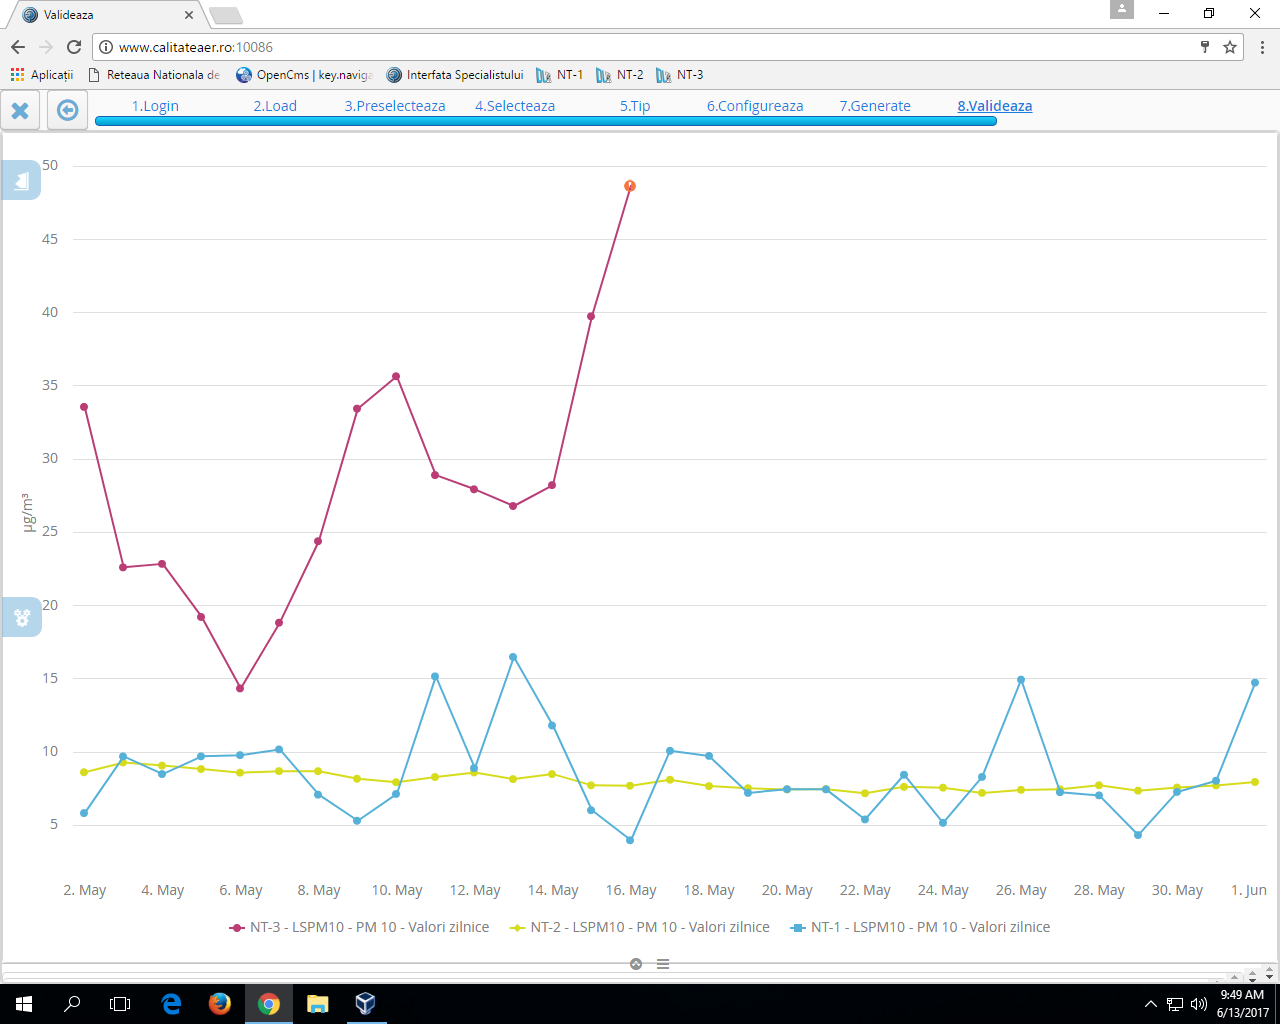 Valideaza
www.calitateaer.ro:10086
Aplicații Reteaua Nationala de OpenCms | key.naviga Interfata Specialistului NT-1 NT-2 NT-3
1.Login 2.Load 3.Preselecteaza 4.Selecteaza 5.Tip 6.Configureaza 7.Generate 8.Valideaza
50
45
40
35
30
25
20
15
10
5
µg/m³
2. May 4. May 6. May 8. May 10. May 12. May 14. May 16. May 18. May 20. May 22. May 24. May 26. May 28. May 30. May 1. Jun
NT-3 - LSPM10 - PM 10 - Valori zilnice NT-2 - LSPM10 - PM 10 - Valori zilnice NT-1 - LSPM10 - PM 10 - Valori zilnice
9:49 AM
6/13/2017